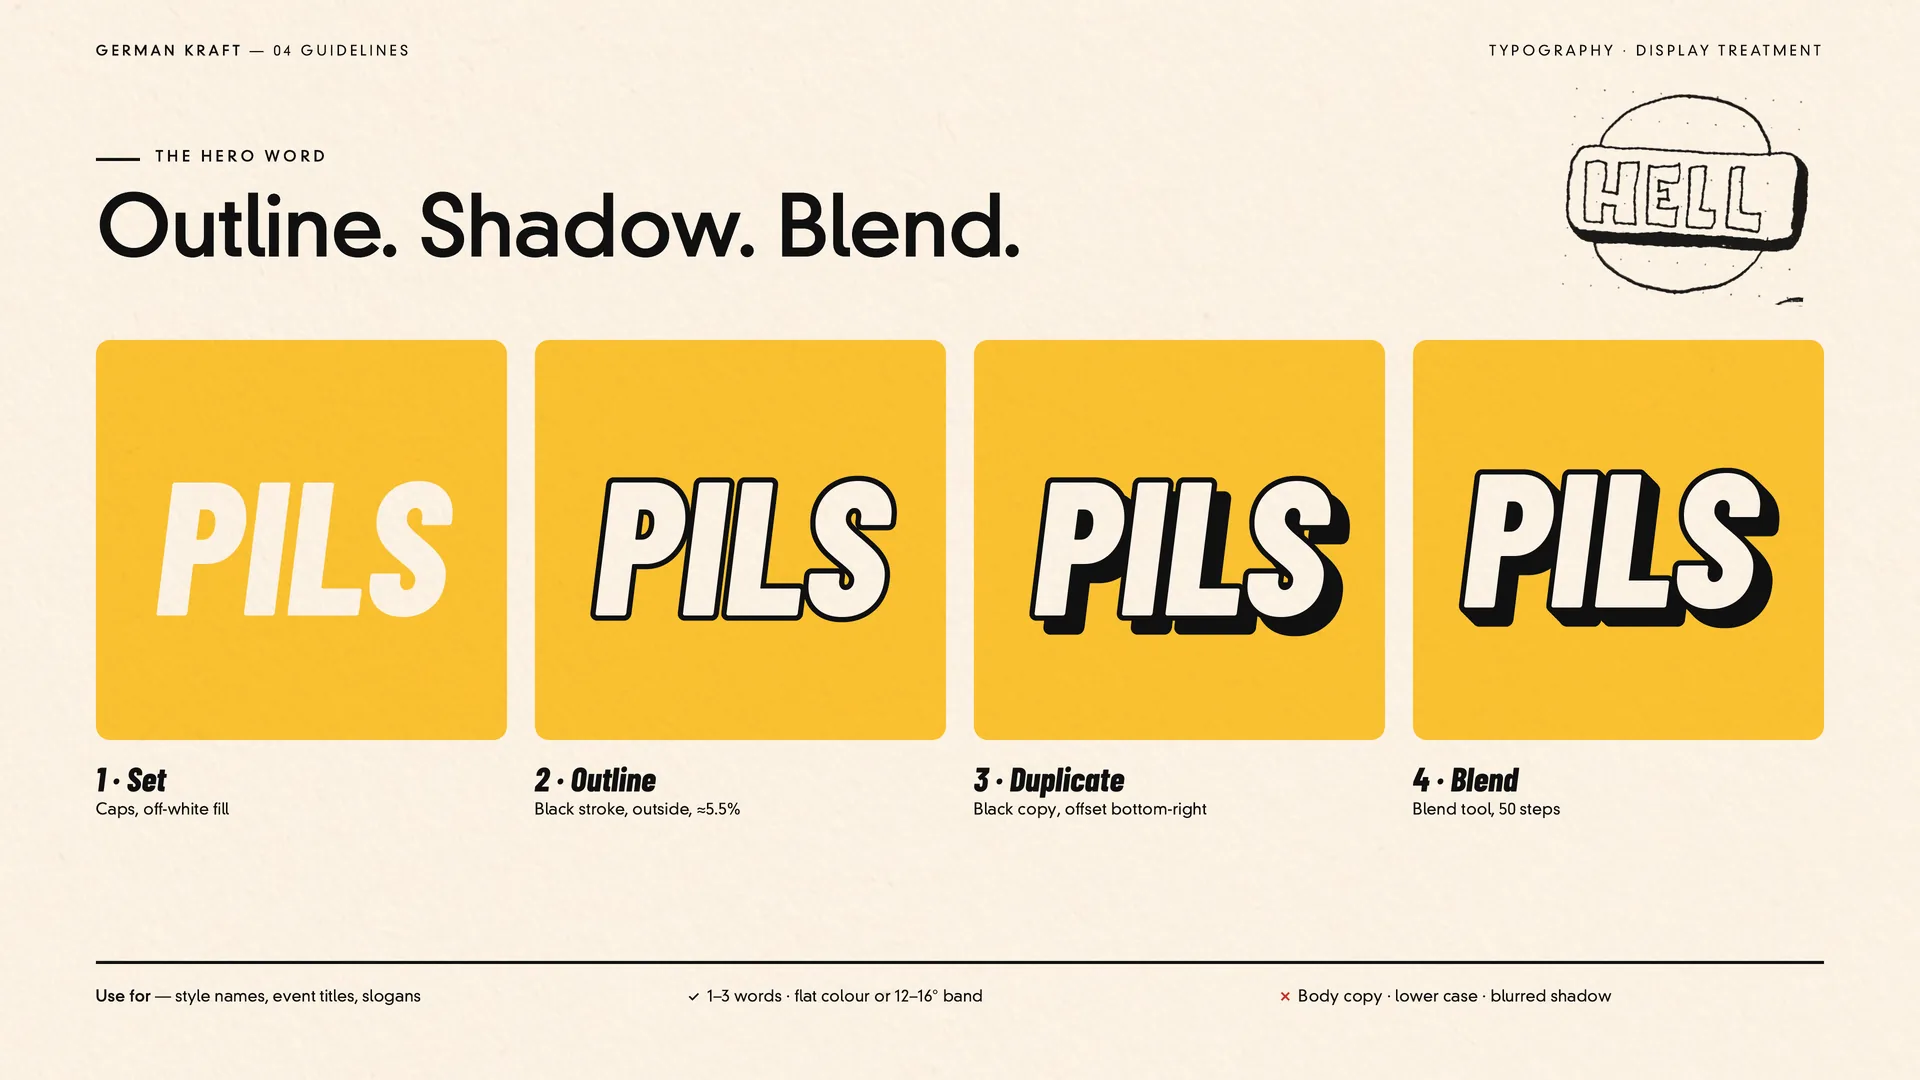 GERMAN KRAFT — 04 GUIDELINES
TYPOGRAPHY · DISPLAY TREATMENT
THE HERO WORD
Outline. Shadow. Blend.
HELL
PILS
PILS
PILS
PILS
1 · Set
Caps, off-white fill
2 · Outline
Black stroke, outside, ≈5.5%
3 · Duplicate
Black copy, offset bottom-right
4 · Blend
Blend tool, 50 steps
Use for — style names, event titles, slogans
✓ 1–3 words · flat colour or 12–16° band
× Body copy · lower case · blurred shadow